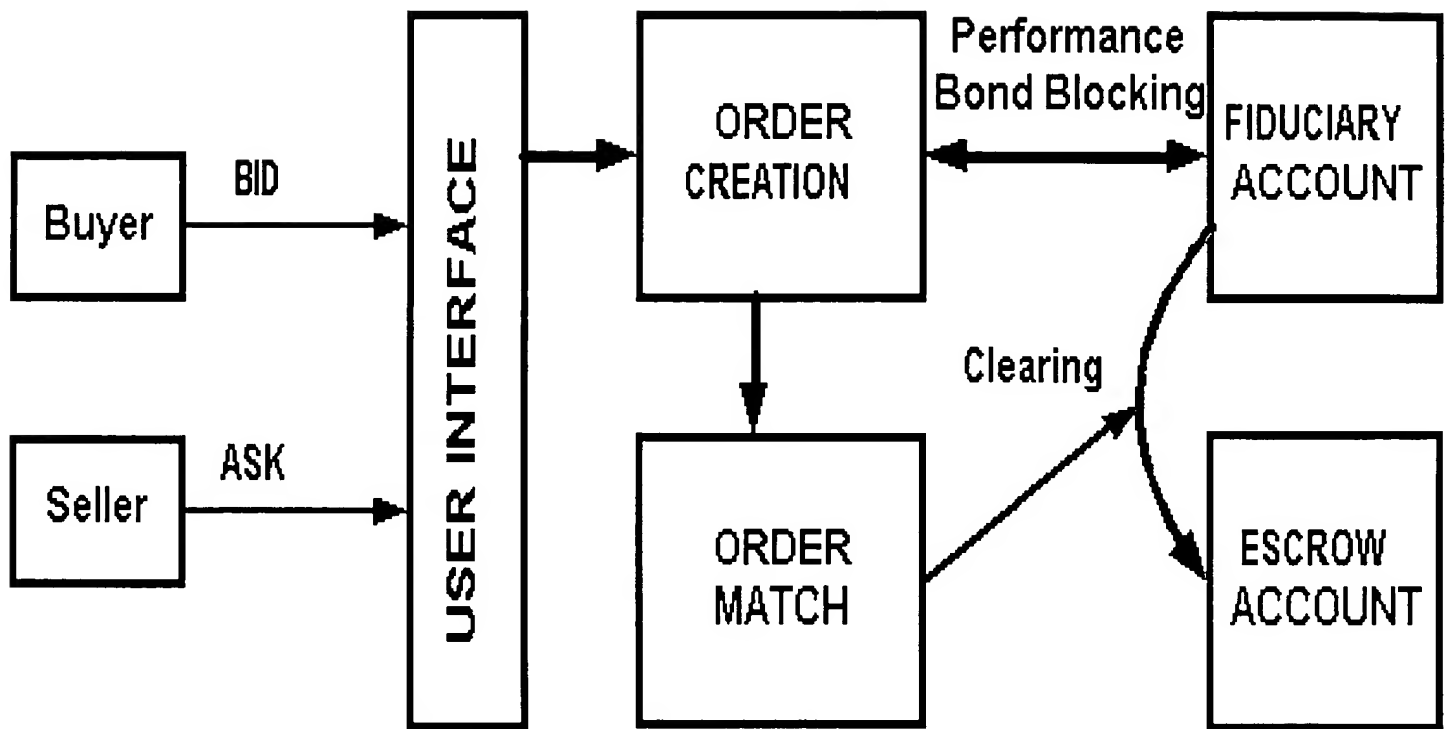 Buyer
BID
Seller
ASK
USER INTERFACE
ORDER
CREATION
Performance
Bond Blocking
FIDUCIARY
ACCOUNT
Clearing
ORDER
MATCH
ESCROW
ACCOUNT